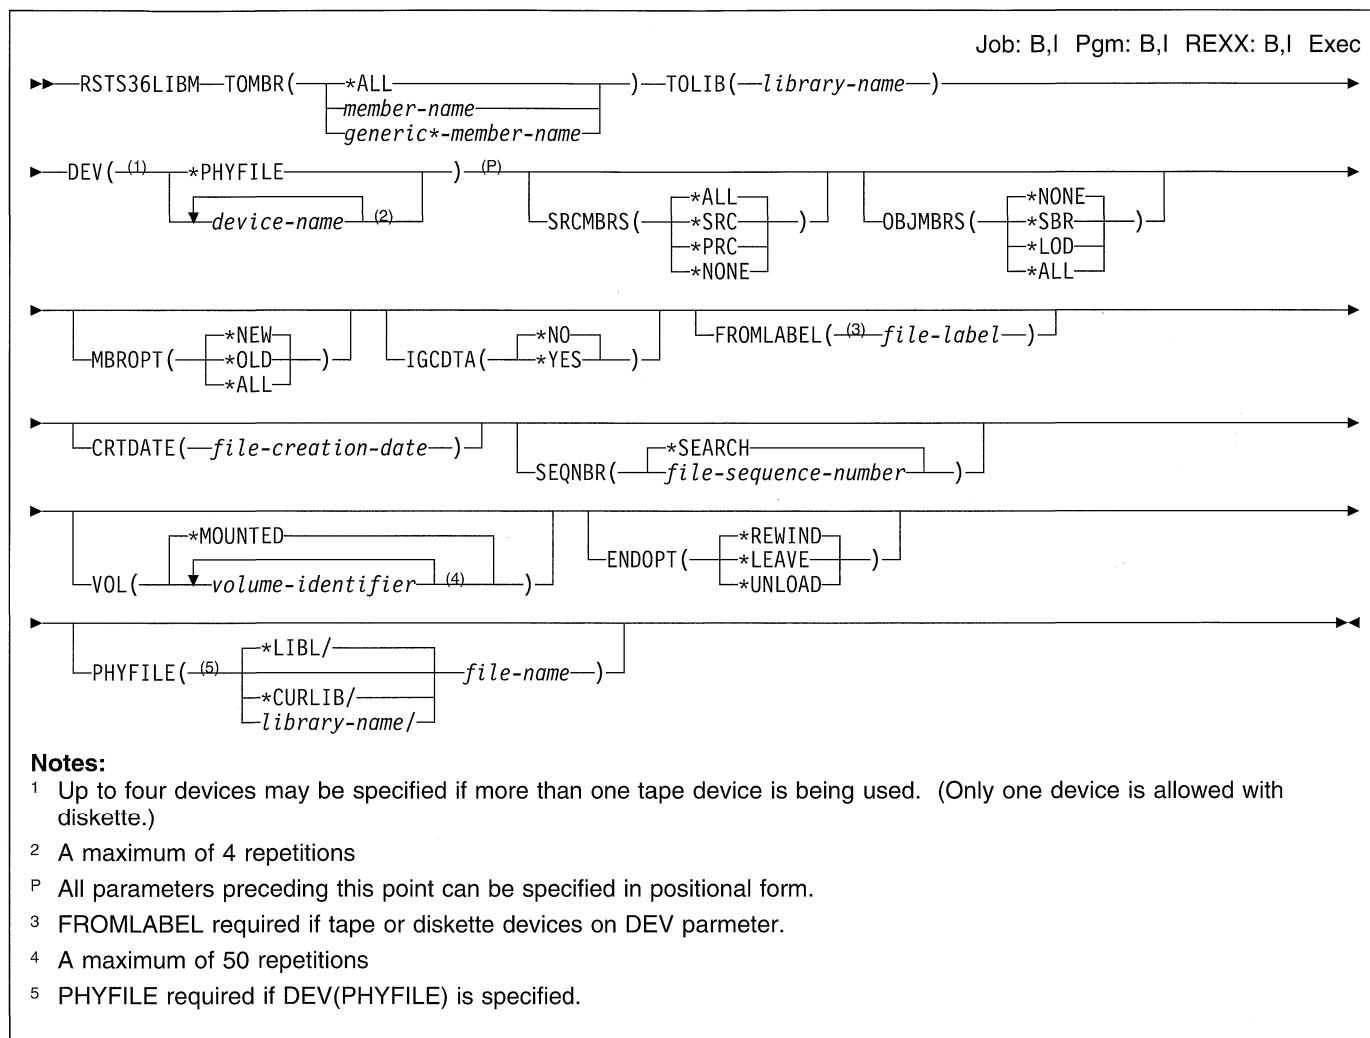 Job: B,I Pgm: B,I REXX: B,I Exec
RSTS36LIBM TOMBR( *ALL ) TOLIB( library-name )
member-name
generic*-member-name
DEV( (1) *PHYFILE ) (P)
device-name (2)
SRCMBRS( *ALL )
*SRC
*PRC
*NONE
OBJMBRS( *NONE )
*SBR
*LOD
*ALL
MBROPT( *NEW )
*OLD
*ALL
IGCDTA( *NO )
*YES
FROMLABEL( (3) file-label )
CRTDATE( file-creation-date )
SEQNBR( *SEARCH )
file-sequence-number
VOL( *MOUNTED )
volume-identifier (4)
ENDOPT( *REWIND )
*LEAVE
*UNLOAD
PHYFILE( (5) *LIBL/ file-name )
*CURLIB/
library-name/
Notes:
1 Up to four devices may be specified if more than one tape device is being used. (Only one device is allowed with
diskette.)
2 A maximum of 4 repetitions
P All parameters preceding this point can be specified in positional form.
3 FROMLABEL required if tape or diskette devices on DEV parmeter.
4 A maximum of 50 repetitions
5 PHYFILE required if DEV(PHYFILE) is specified.